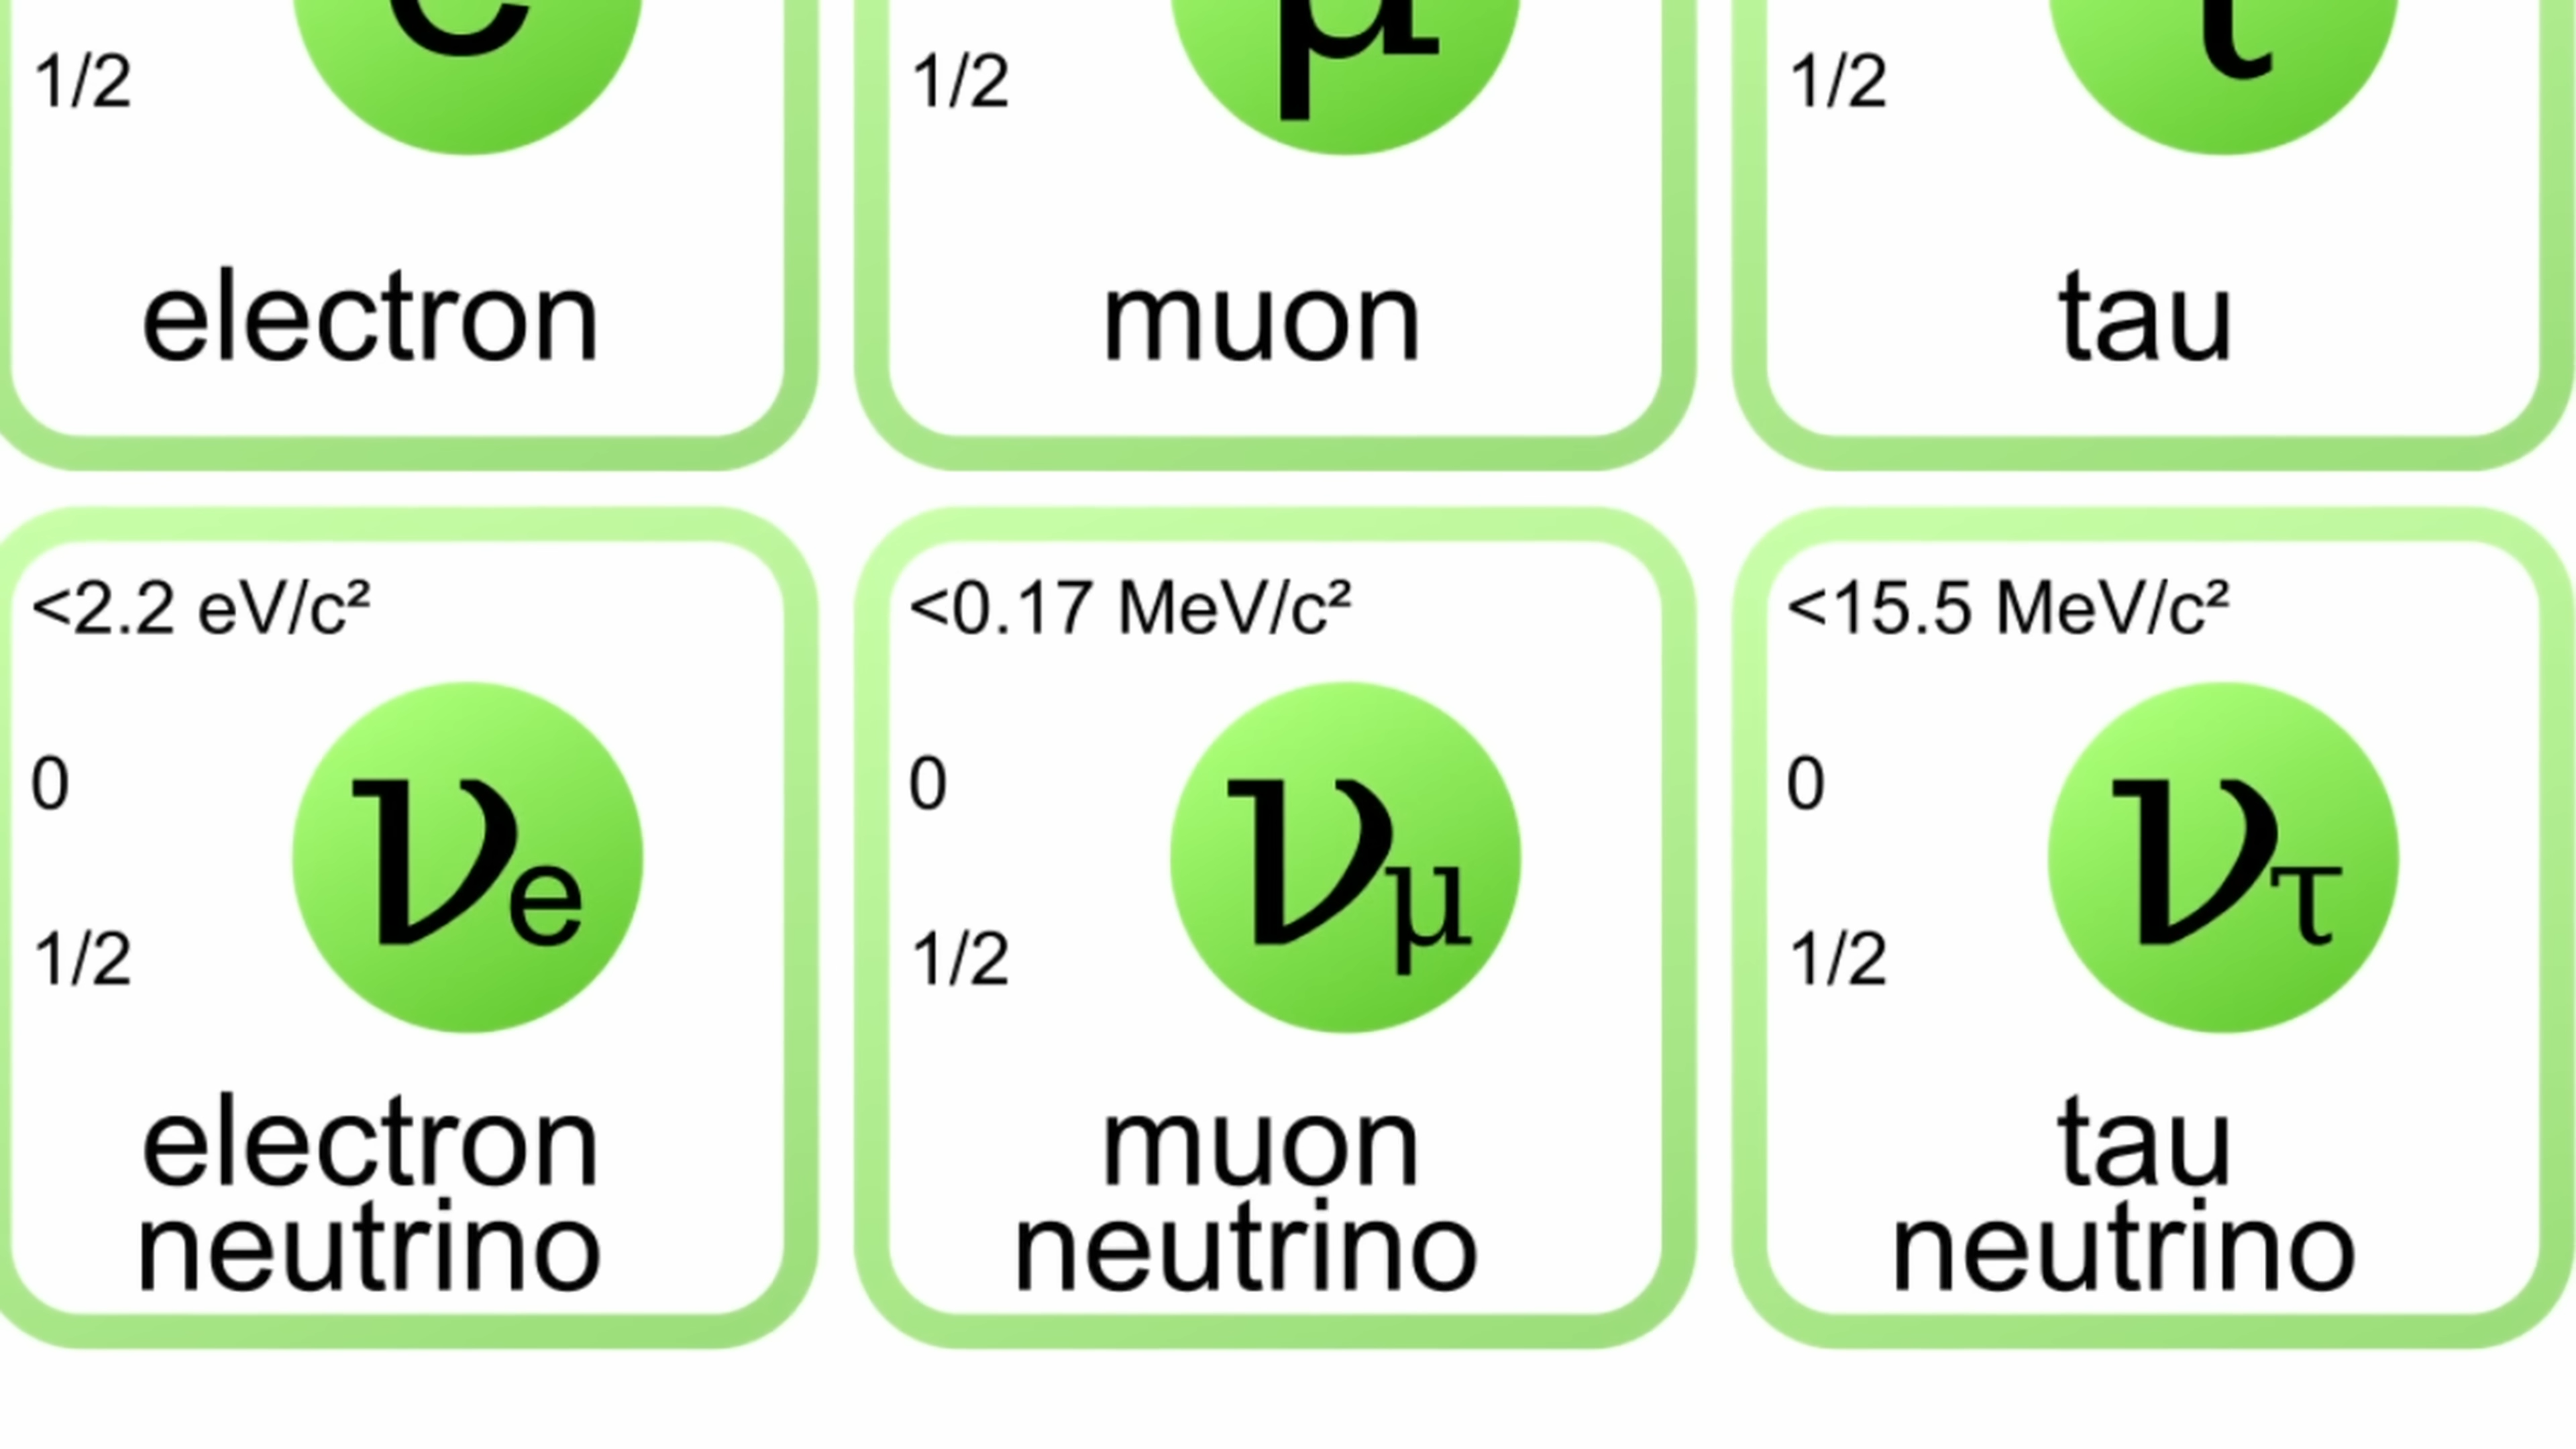 e μ τ
1/2 1/2 1/2
electron muon tau
<2.2 eV/c² <0.17 MeV/c² <15.5 MeV/c²
0 0 0
νe νμ ντ
1/2 1/2 1/2
electron muon tau
neutrino neutrino neutrino